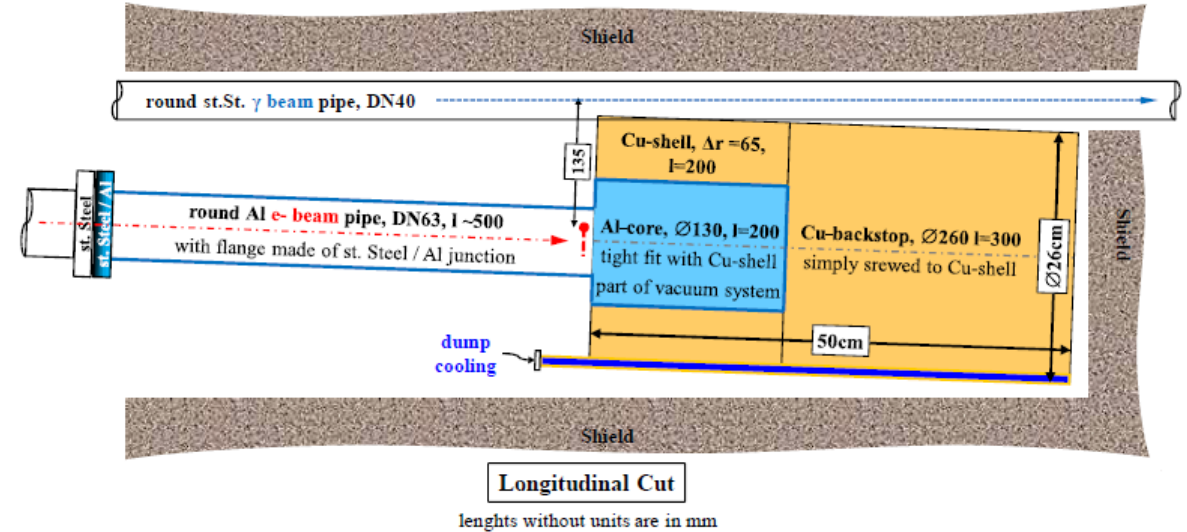 Shield
round st.St. γ beam pipe, DN40
Cu-shell, Δr =65,
l=200
135
st. Steel
st. Steel / Al
round Al e- beam pipe, DN63, l ~500
with flange made of st. Steel / Al junction
Al-core, Ø130, l=200
tight fit with Cu-shell
part of vacuum system
Cu-backstop, Ø260 l=300
simply srewed to Cu-shell
Ø26cm
Shield
50cm
dump
cooling
Shield
Longitudinal Cut
lenghts without units are in mm